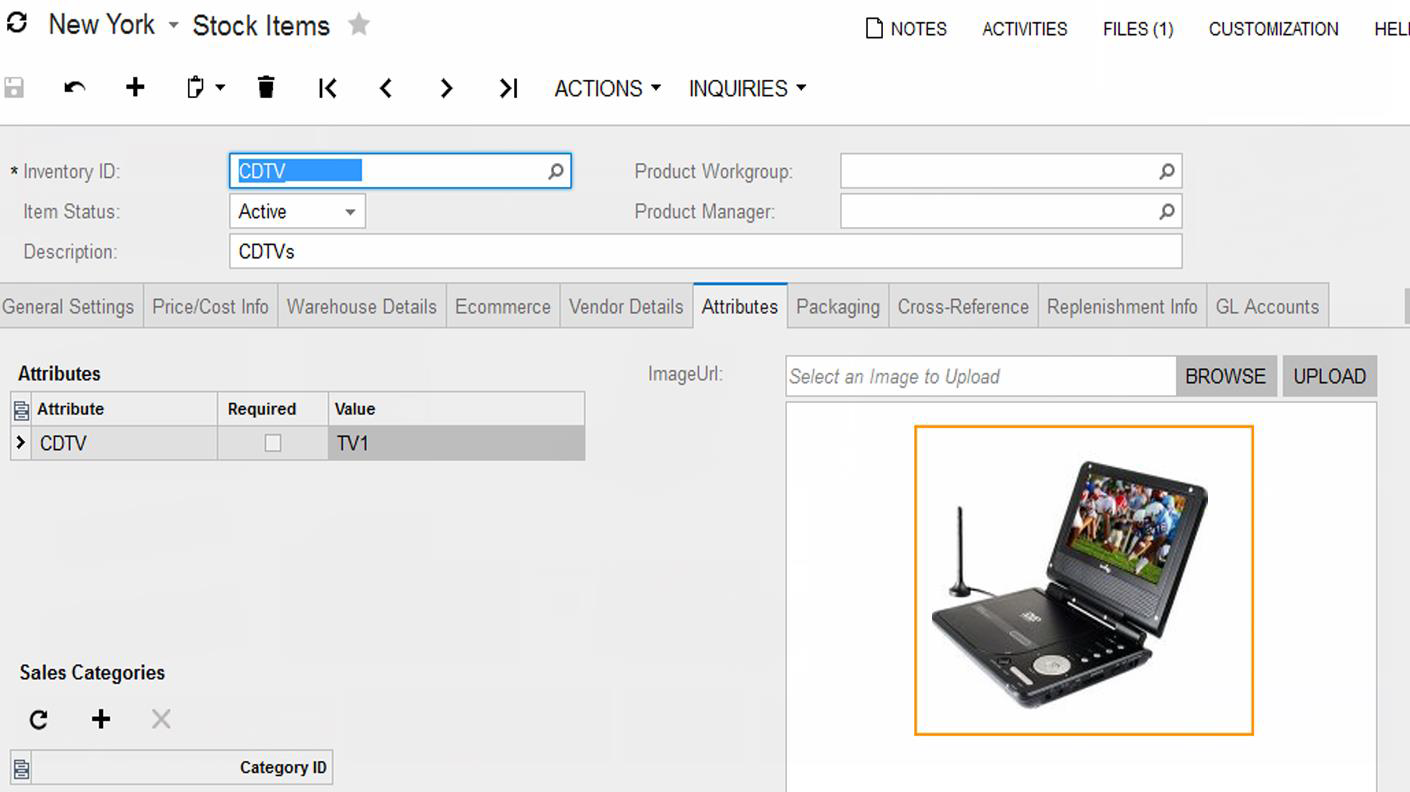 New York Stock Items
NOTES ACTIVITIES FILES (1) CUSTOMIZATION HEL
ACTIONS INQUIRIES
* Inventory ID: CDTV Product Workgroup:
Item Status: Active Product Manager:
Description: CDTVs
General Settings Price/Cost Info Warehouse Details Ecommerce Vendor Details Attributes Packaging Cross-Reference Replenishment Info GL Accounts
Attributes ImageUrl: Select an Image to Upload BROWSE UPLOAD
Attribute Required Value
CDTV TV1
Sales Categories
Category ID